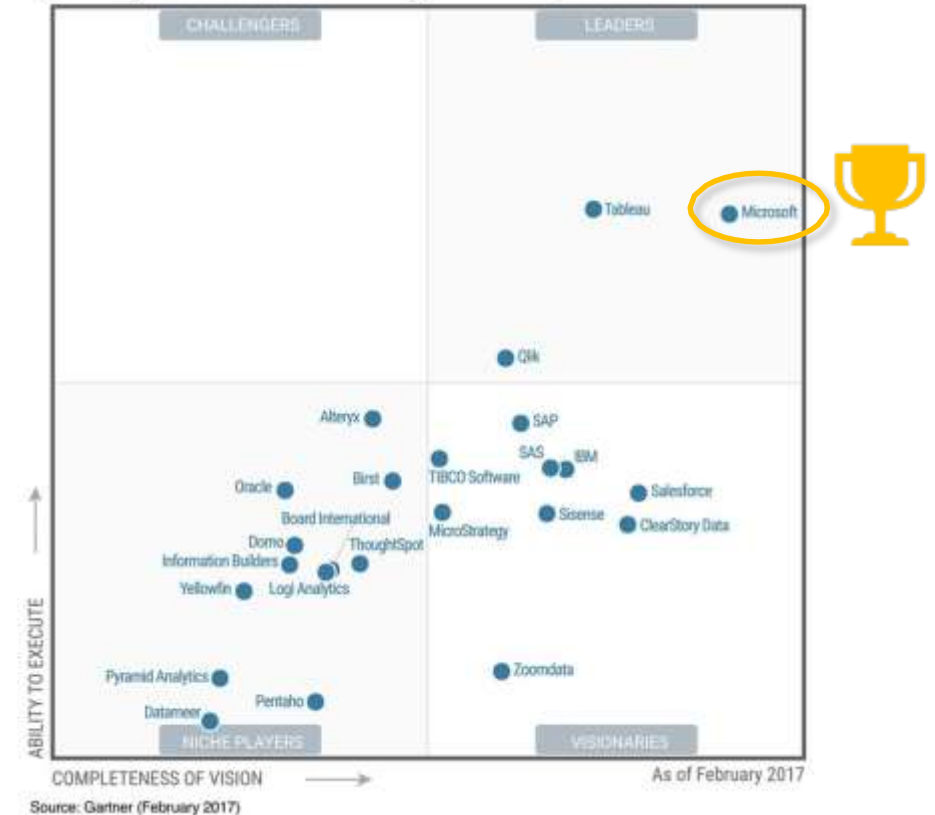 CHALLENGERS
LEADERS
Tableau
Microsoft
Qlik
Alteryx
SAP
SAS
IBM
TIBCO Software
Birst
Oracle
Salesforce
Board International
Sisense
ClearStory Data
MicroStrategy
Domo
ThoughtSpot
Information Builders
Yellowfin
Logi Analytics
Pyramid Analytics
Zoomdata
Pentaho
Datameer
NICHE PLAYERS
VISIONARIES
ABILITY TO EXECUTE
COMPLETENESS OF VISION
As of February 2017
Source: Gartner (February 2017)